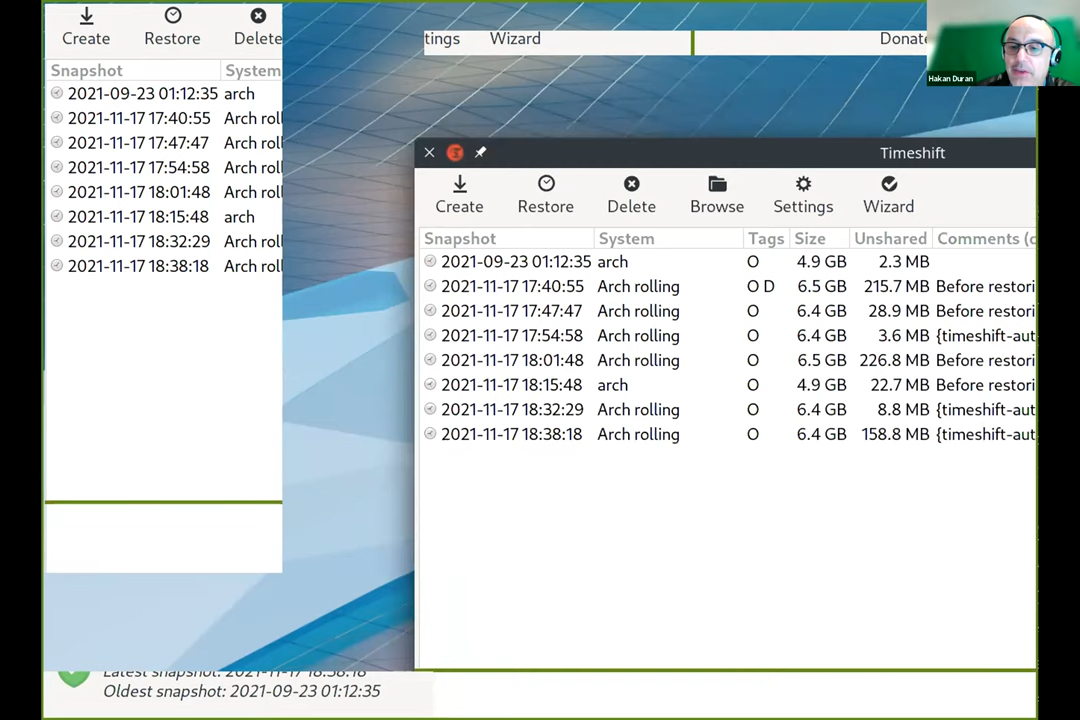 Create Restore Delete
Snapshot System
2021-09-23 01:12:35 arch
2021-11-17 17:40:55 Arch roll
2021-11-17 17:47:47 Arch roll
2021-11-17 17:54:58 Arch roll
2021-11-17 18:01:48 Arch roll
2021-11-17 18:15:48 arch
2021-11-17 18:32:29 Arch roll
2021-11-17 18:38:18 Arch roll
tings Wizard Donate
Hakan Duran
Timeshift
Create Restore Delete Browse Settings Wizard
Snapshot System Tags Size Unshared Comments (d
2021-09-23 01:12:35 arch O 4.9 GB 2.3 MB
2021-11-17 17:40:55 Arch rolling O D 6.5 GB 215.7 MB Before restori
2021-11-17 17:47:47 Arch rolling O 6.4 GB 28.9 MB Before restori
2021-11-17 17:54:58 Arch rolling O 6.4 GB 3.6 MB {timeshift-aut
2021-11-17 18:01:48 Arch rolling O 6.5 GB 226.8 MB Before restori
2021-11-17 18:15:48 arch O 4.9 GB 22.7 MB Before restori
2021-11-17 18:32:29 Arch rolling O 6.4 GB 8.8 MB {timeshift-aut
2021-11-17 18:38:18 Arch rolling O 6.4 GB 158.8 MB {timeshift-aut
Latest snapshot: 2021-11-17 18:38:18
Oldest snapshot: 2021-09-23 01:12:35